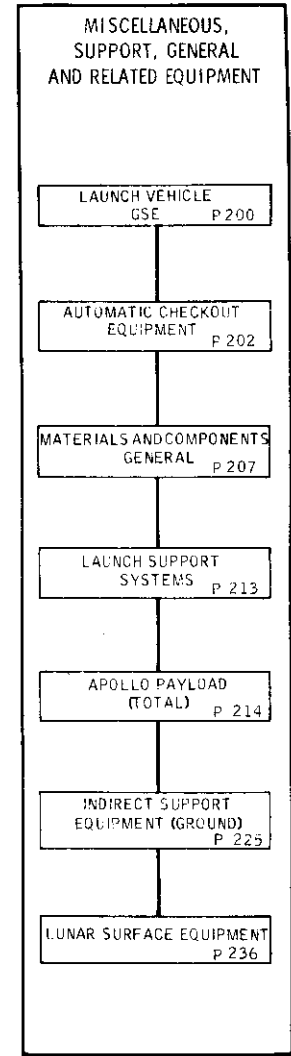 MISCELLANEOUS,
SUPPORT, GENERAL
AND RELATED EQUIPMENT
LAUNCH VEHICLE
GSE P 200
AUTOMATIC CHECKOUT
EQUIPMENT
P 202
MATERIALS AND COMPONENTS
GENERAL
P 207
LAUNCH SUPPORT
SYSTEMS
P 213
APOLLO PAYLOAD
(TOTAL)
P 214
INDIRECT SUPPORT
EQUIPMENT (GROUND)
P 225
LUNAR SURFACE EQUIPMENT
P 236